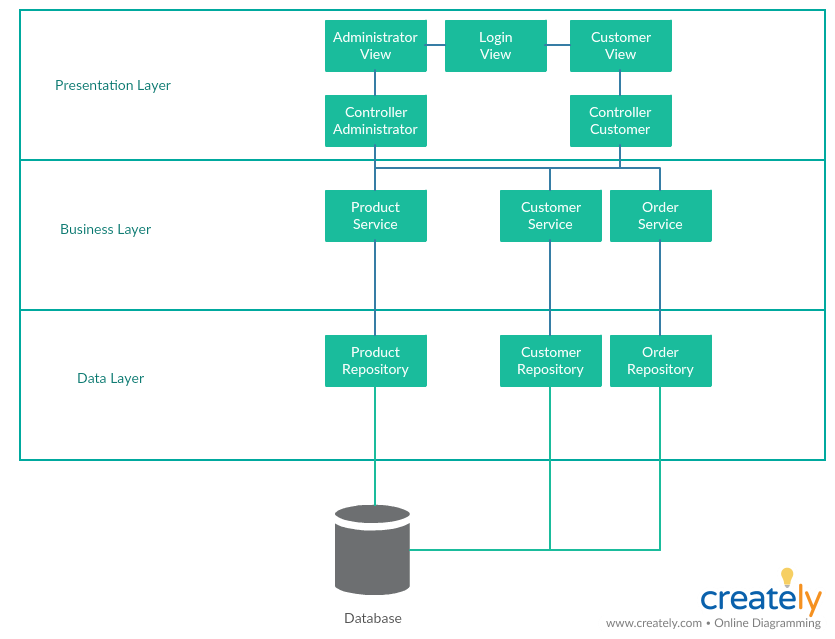 Administrator
View
Login
View
Customer
View
Presentation Layer
Controller
Administrator
Controller
Customer
Product
Service
Customer
Service
Order
Service
Business Layer
Product
Repository
Customer
Repository
Order
Repository
Data Layer
Database
creately
www.creately.com • Online Diagramming